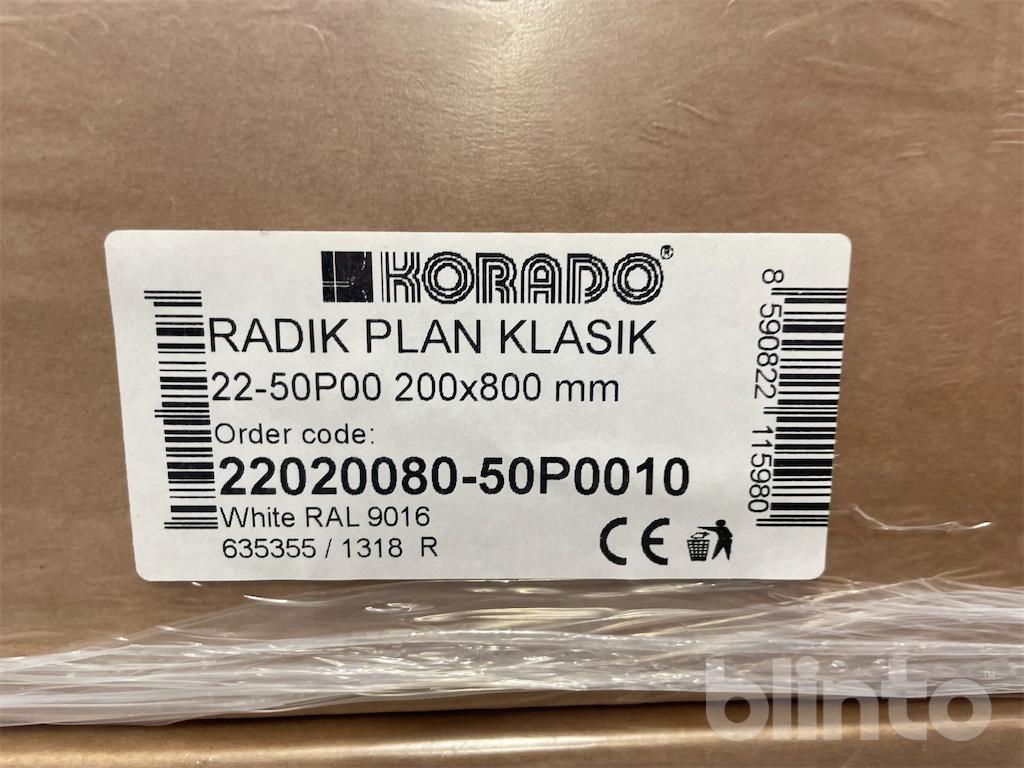 KORADO®
RADIK PLAN KLASIK
22-50P00 200x800 mm
Order code:
22020080-50P0010
White RAL 9016
635355 / 1318 R
CE
8 590822 115980
blinto™